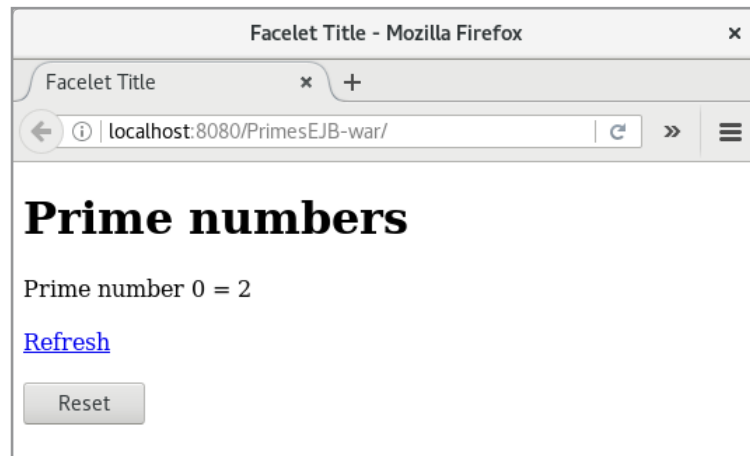 Facelet Title - Mozilla Firefox
Facelet Title
localhost:8080/PrimesEJB-war/
Prime numbers
Prime number 0 = 2
Refresh
Reset